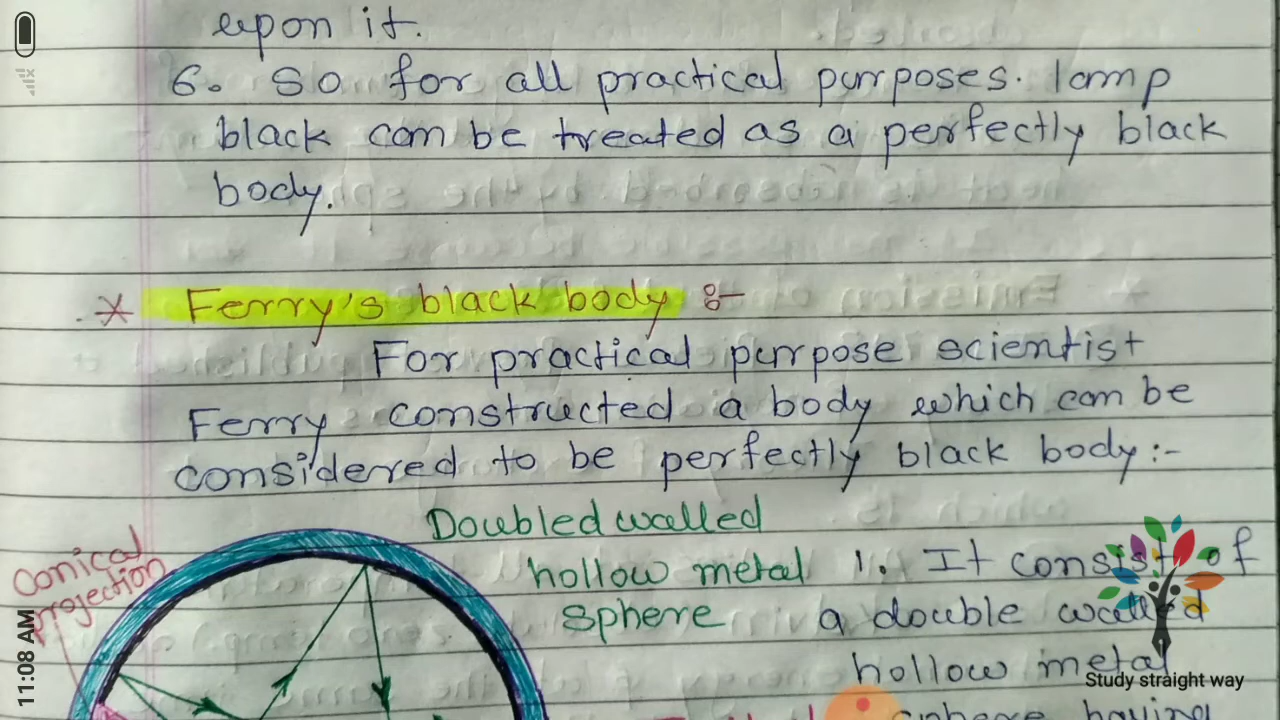 upon it.
6. So for all practical purposes. lamp
black can be treated as a perfectly black
body.
* Ferry's black body :-
For practical purpose scientist
Ferry constructed a body which can be
considered to be perfectly black body:-
Doubled walled
hollow metal
sphere
conical
projection
1. It consist of
a double walled
hollow metal
sphere having
Study straight way
11:08 AM